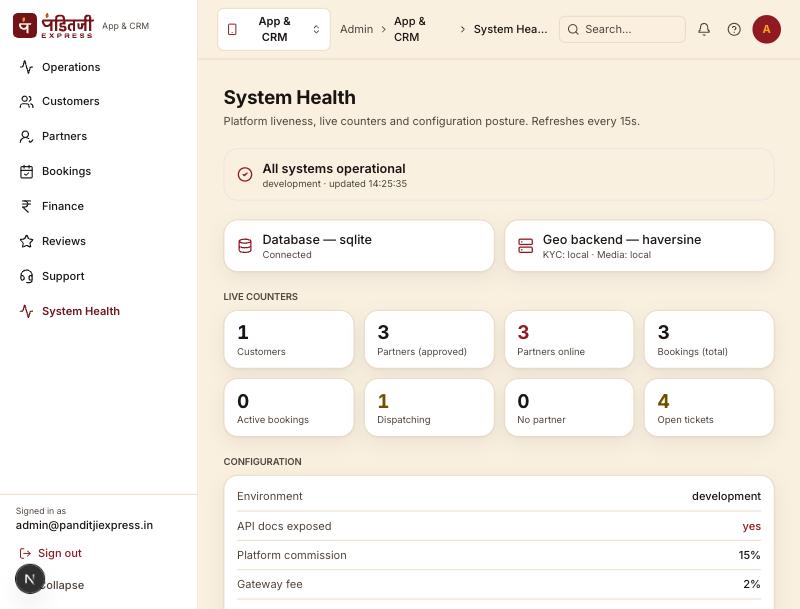 पंडितजी
EXPRESS
App & CRM
Operations
Customers
Partners
Bookings
Finance
Reviews
Support
System Health
Signed in as
admin@panditjiexpress.in
Sign out
N
ollapse
App & CRM
Admin > App & CRM > System Hea...
Search...
A
System Health
Platform liveness, live counters and configuration posture. Refreshes every 15s.
All systems operational
development · updated 14:25:35
Database — sqlite
Connected
Geo backend — haversine
KYC: local · Media: local
LIVE COUNTERS
1
Customers
3
Partners (approved)
3
Partners online
3
Bookings (total)
0
Active bookings
1
Dispatching
0
No partner
4
Open tickets
CONFIGURATION
Environment development
API docs exposed yes
Platform commission 15%
Gateway fee 2%